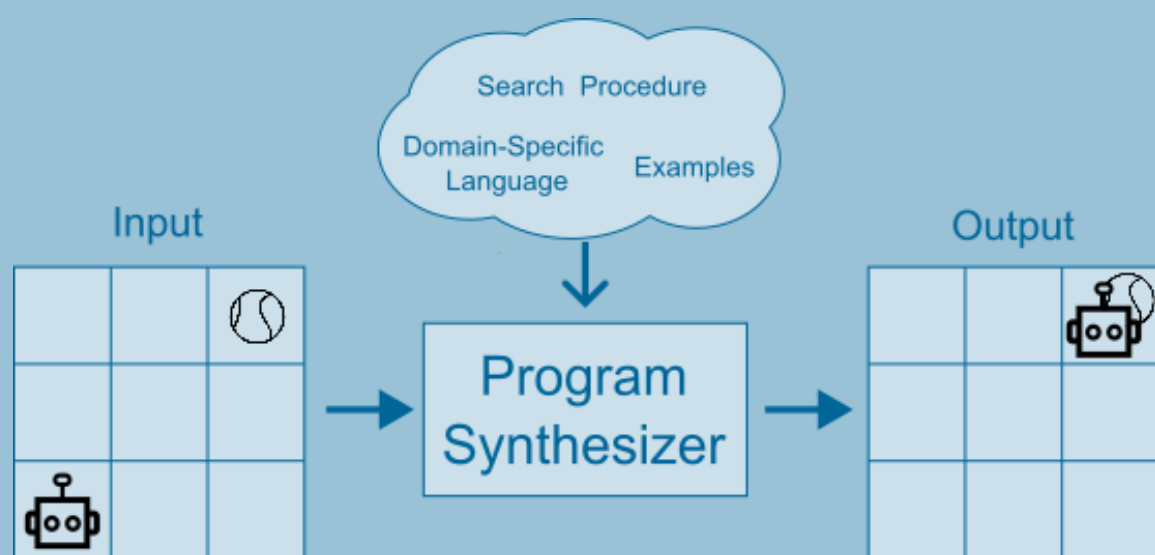 Search Procedure
Domain-Specific
Language
Examples
Input
Output
Program
Synthesizer